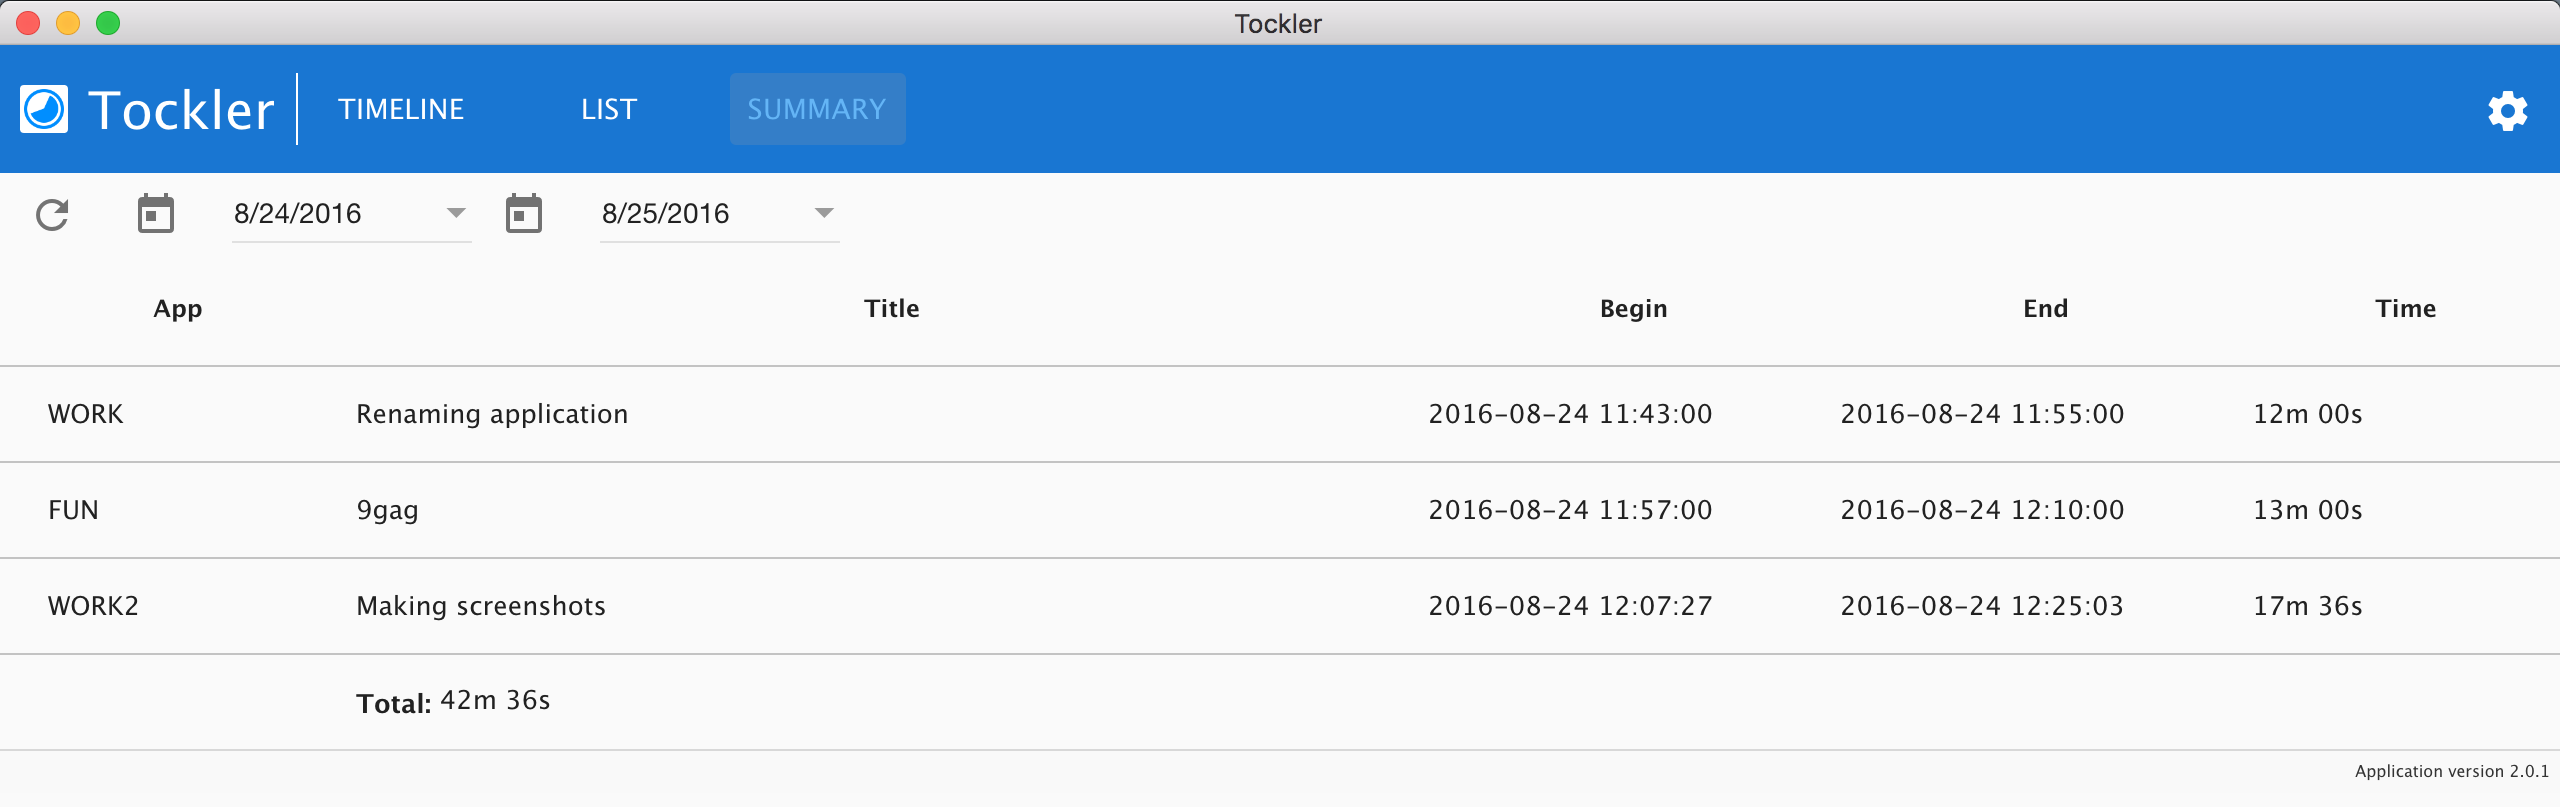 Tockler
Tockler TIMELINE LIST SUMMARY
8/24/2016 8/25/2016
App Title Begin End Time
WORK Renaming application 2016-08-24 11:43:00 2016-08-24 11:55:00 12m 00s
FUN 9gag 2016-08-24 11:57:00 2016-08-24 12:10:00 13m 00s
WORK2 Making screenshots 2016-08-24 12:07:27 2016-08-24 12:25:03 17m 36s
Total: 42m 36s
Application version 2.0.1